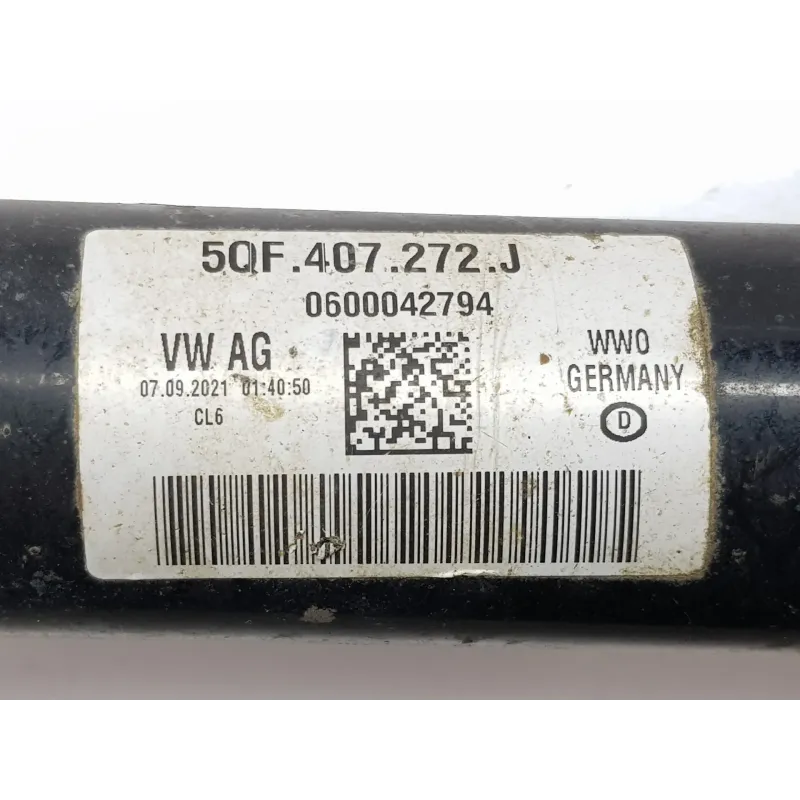 5QF.407.272.J
0600042794
VW AG
07.09.2021 01:40:50
CL6
WWO
GERMANY
D